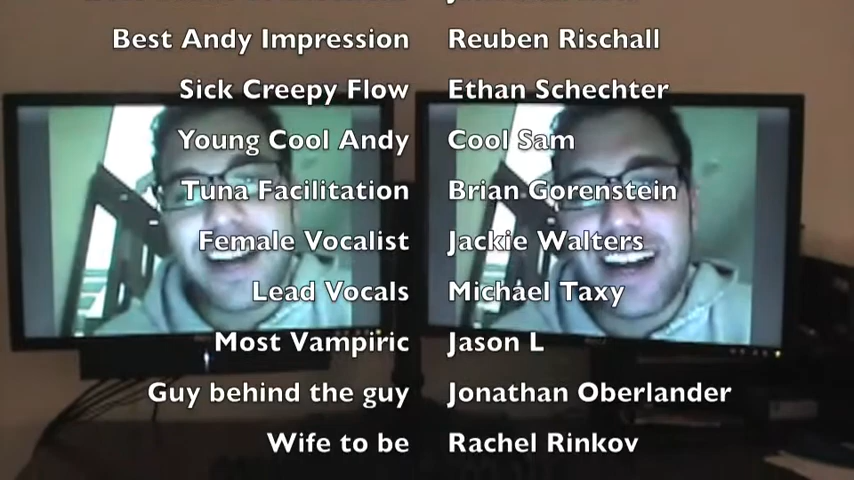 Best Andy Impression Reuben Rischall
Sick Creepy Flow Ethan Schechter
Young Cool Andy Cool Sam
Tuna Facilitation Brian Gorenstein
Female Vocalist Jackie Walters
Lead Vocals Michael Taxy
Most Vampiric Jason L
Guy behind the guy Jonathan Oberlander
Wife to be Rachel Rinkov